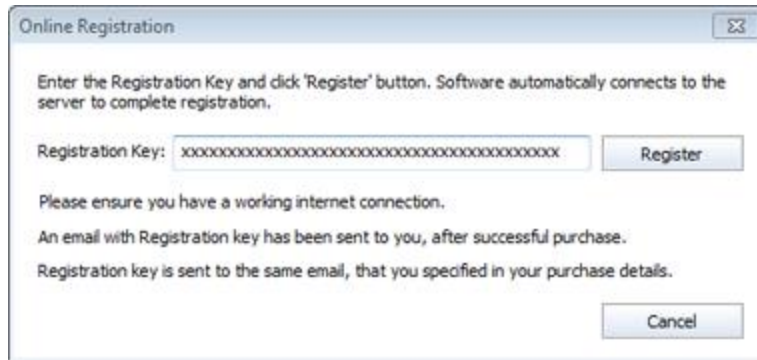 Online Registration
Enter the Registration Key and click 'Register' button. Software automatically connects to the
server to complete registration.
Registration Key: xxxxxxxxxxxxxxxxxxxxxxxxxxxxxxxxxxxxxxxxx Register
Please ensure you have a working internet connection.
An email with Registration key has been sent to you, after successful purchase.
Registration key is sent to the same email, that you specified in your purchase details.
Cancel